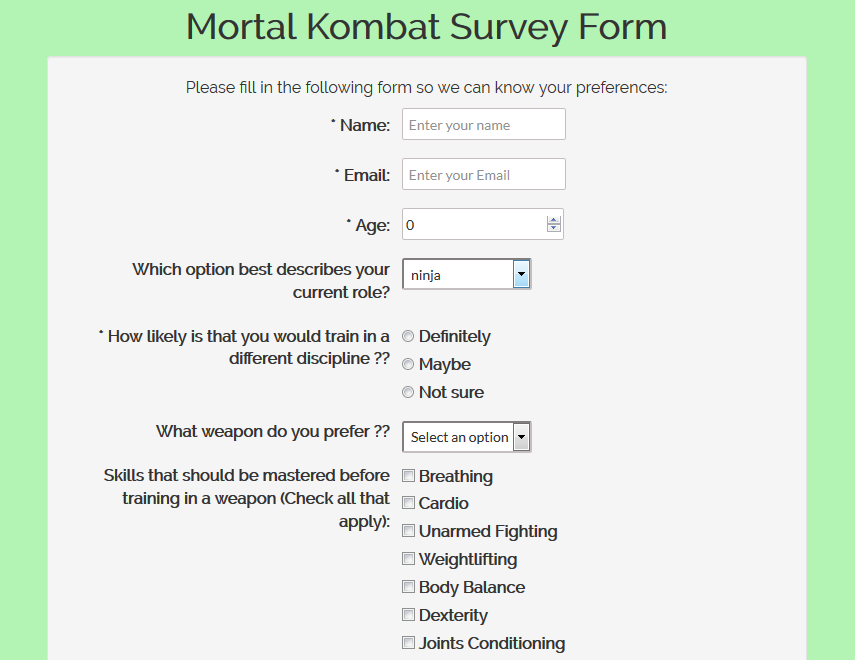 Mortal Kombat Survey Form
Please fill in the following form so we can know your preferences:
* Name:
Enter your name
* Email:
Enter your Email
* Age:
0
Which option best describes your
current role?
ninja
* How likely is that you would train in a
different discipline ??
Definitely
Maybe
Not sure
What weapon do you prefer ??
Select an option
Skills that should be mastered before
training in a weapon (Check all that
apply):
Breathing
Cardio
Unarmed Fighting
Weightlifting
Body Balance
Dexterity
Joints Conditioning